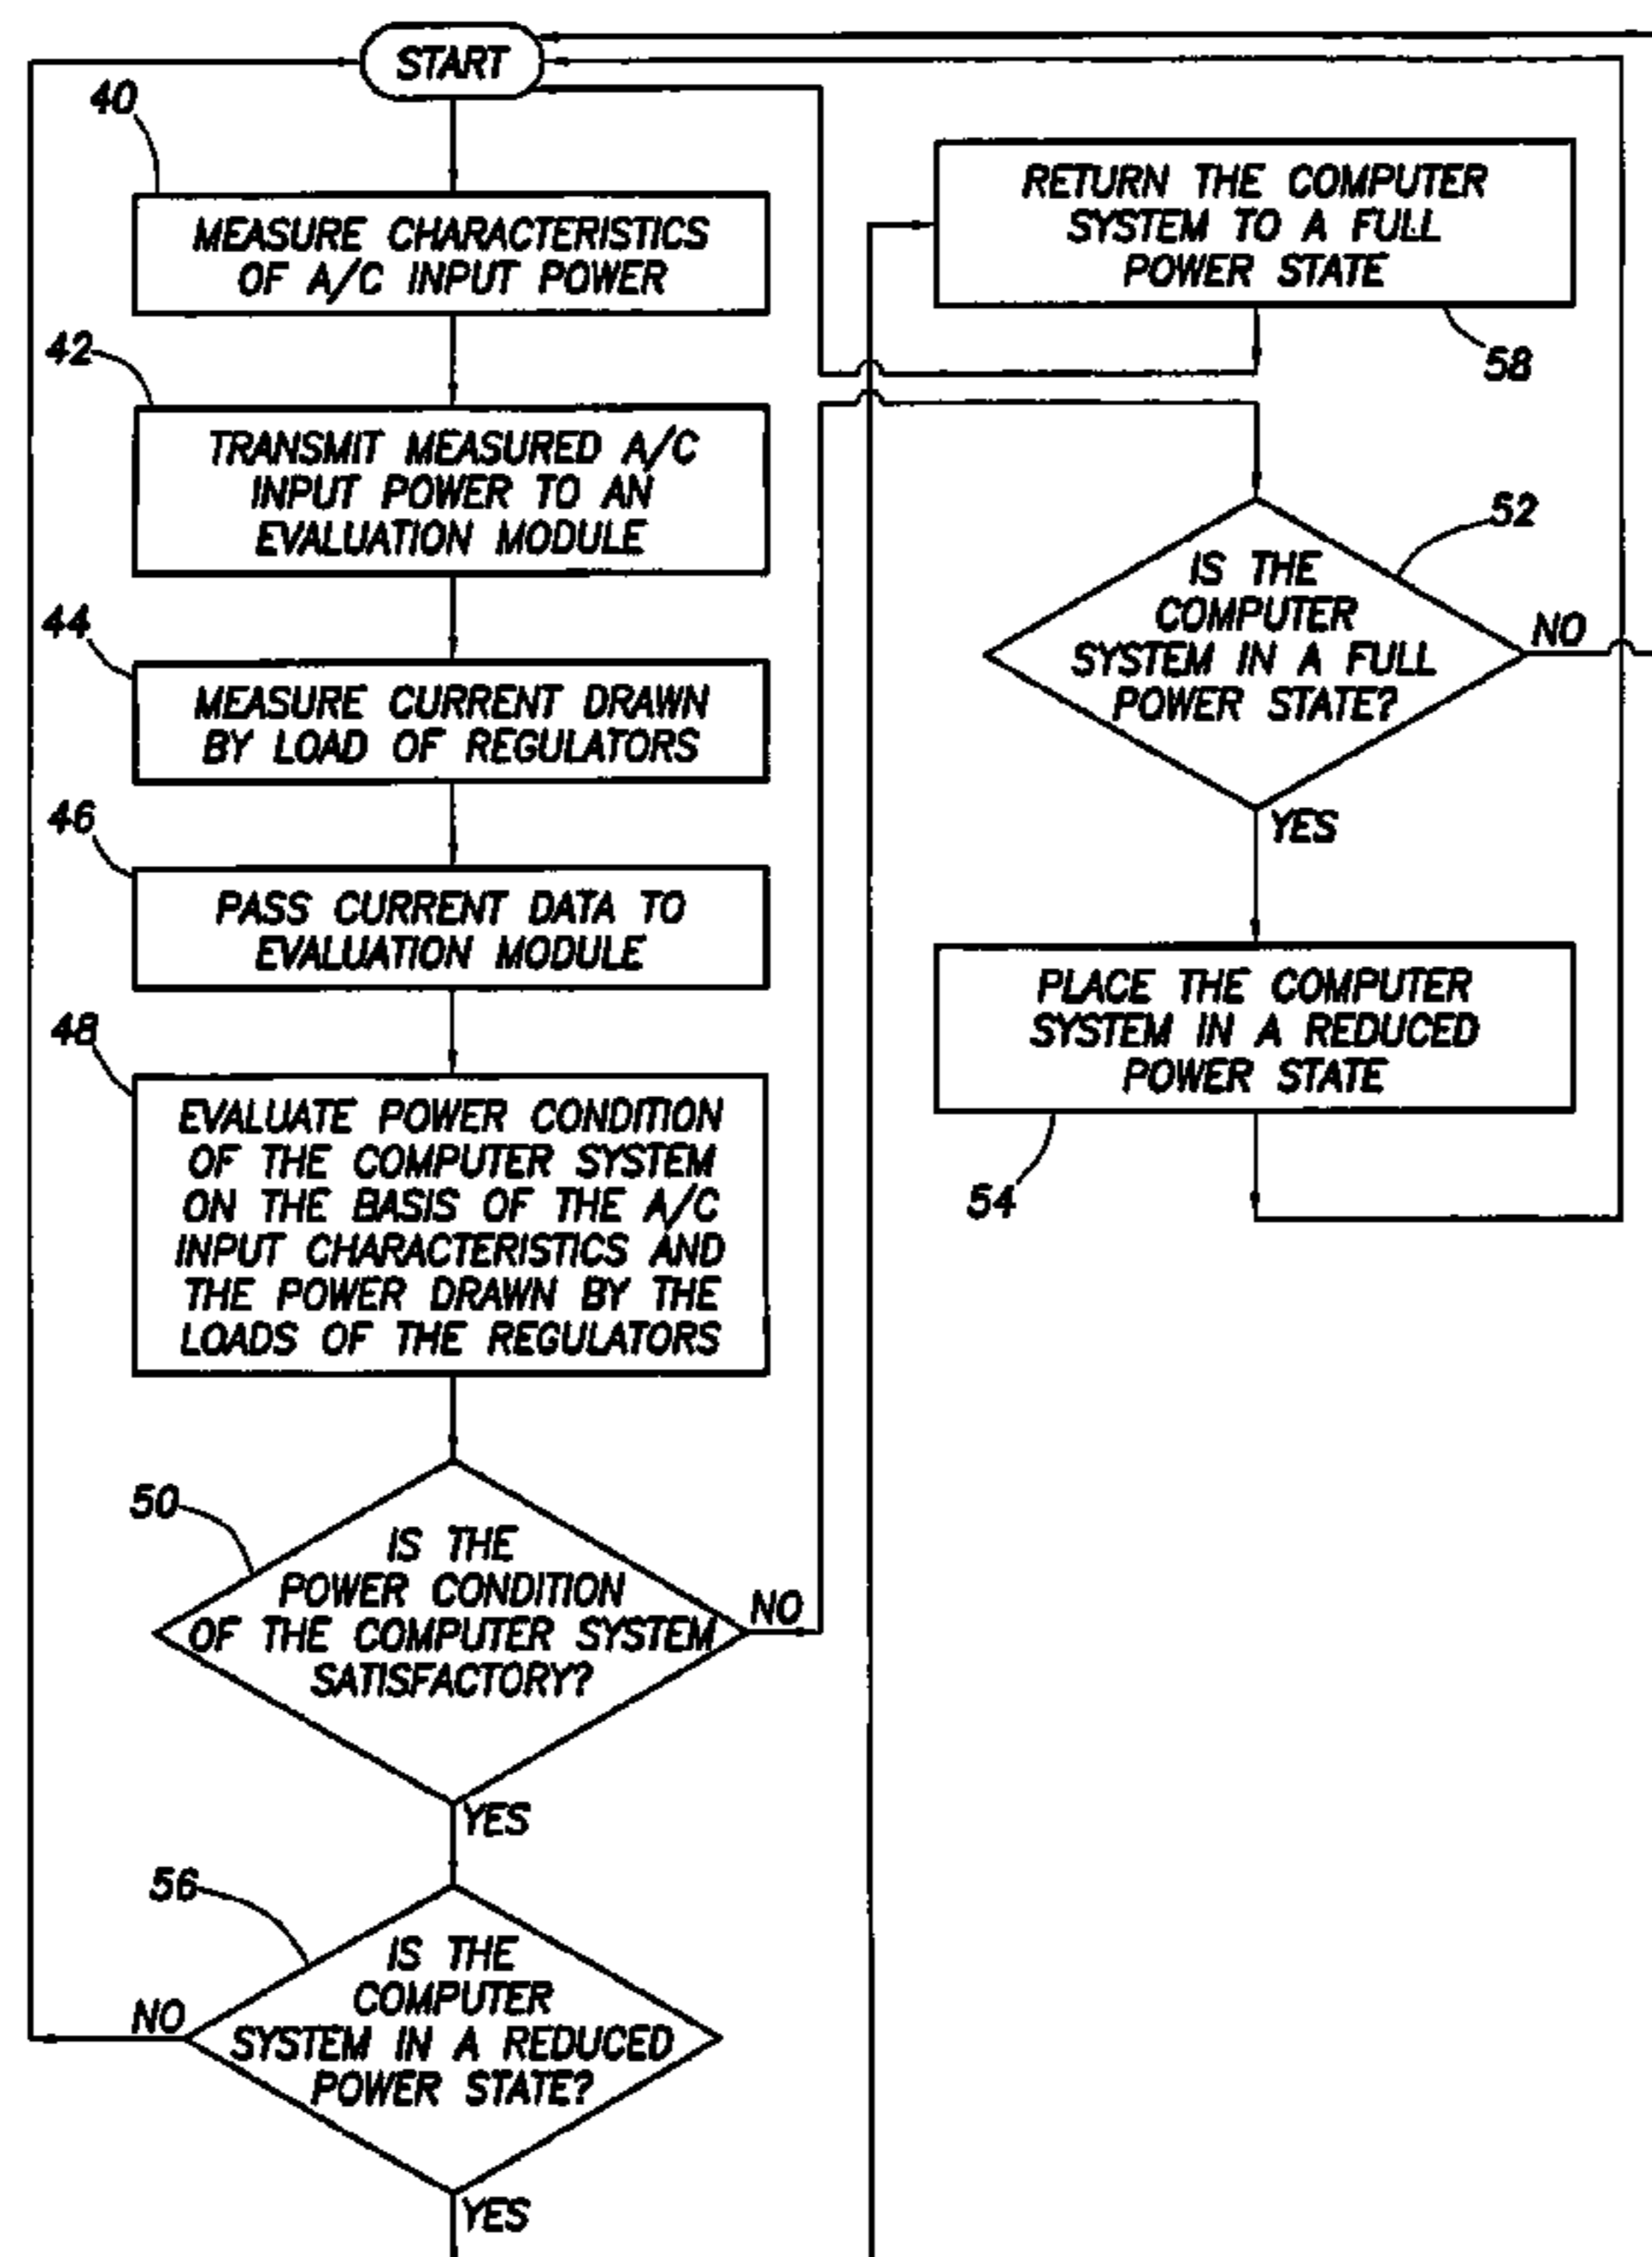 START
40
MEASURE CHARACTERISTICS
OF A/C INPUT POWER
42
TRANSMIT MEASURED A/C
INPUT POWER TO AN
EVALUATION MODULE
44
MEASURE CURRENT DRAWN
BY LOAD OF REGULATORS
46
PASS CURRENT DATA TO
EVALUATION MODULE
48
EVALUATE POWER CONDITION
OF THE COMPUTER SYSTEM
ON THE BASIS OF THE A/C
INPUT CHARACTERISTICS AND
THE POWER DRAWN BY THE
LOADS OF THE REGULATORS
50
IS THE
POWER CONDITION
OF THE COMPUTER SYSTEM
SATISFACTORY?
NO
YES
56
IS THE
COMPUTER
SYSTEM IN A REDUCED
POWER STATE?
NO
YES
RETURN THE COMPUTER
SYSTEM TO A FULL
POWER STATE
58
52
IS THE
COMPUTER
SYSTEM IN A FULL
POWER STATE?
NO
YES
PLACE THE COMPUTER
SYSTEM IN A REDUCED
POWER STATE
54